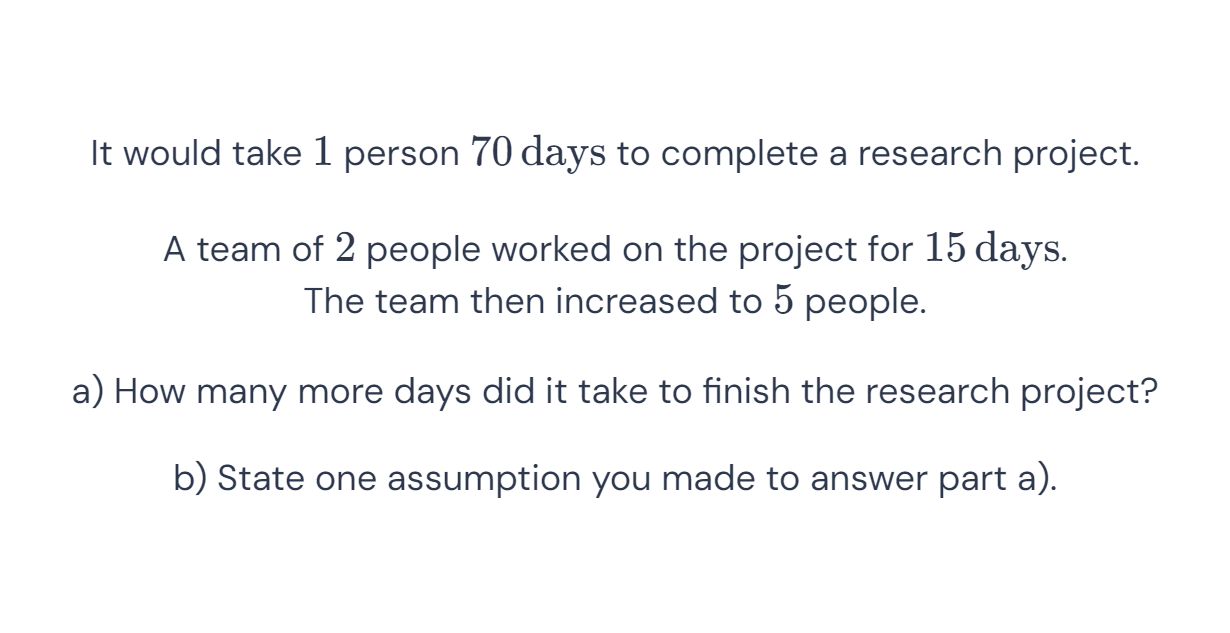 It would take 1 person 70 days to complete a research project.
A team of 2 people worked on the project for 15 days.
The team then increased to 5 people.
a) How many more days did it take to finish the research project?
b) State one assumption you made to answer part a).